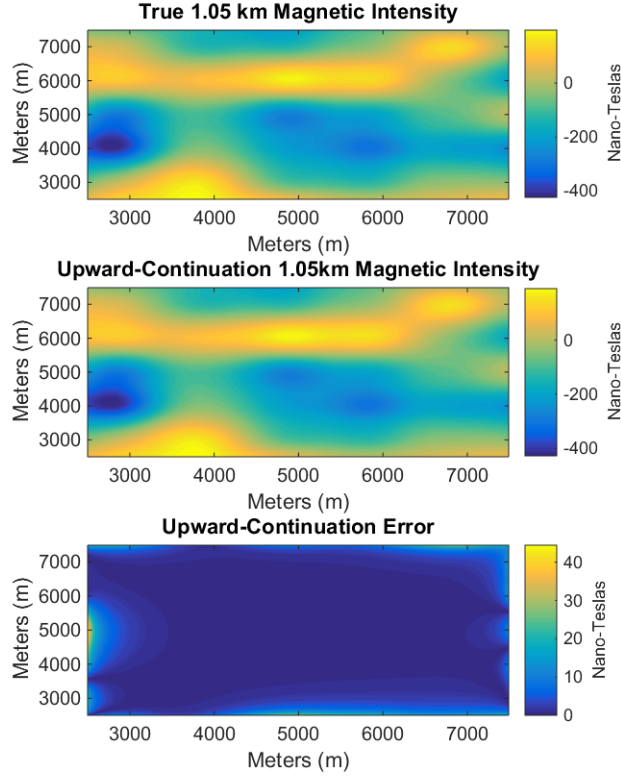 True 1.05 km Magnetic Intensity
7000
6000
5000
4000
3000
Meters (m)
3000 4000 5000 6000 7000
Meters (m)
0
-200
-400
Nano-Teslas
Upward-Continuation 1.05km Magnetic Intensity
7000
6000
5000
4000
3000
Meters (m)
3000 4000 5000 6000 7000
Meters (m)
0
-200
-400
Nano-Teslas
Upward-Continuation Error
7000
6000
5000
4000
3000
Meters (m)
3000 4000 5000 6000 7000
Meters (m)
40
30
20
10
0
Nano-Teslas